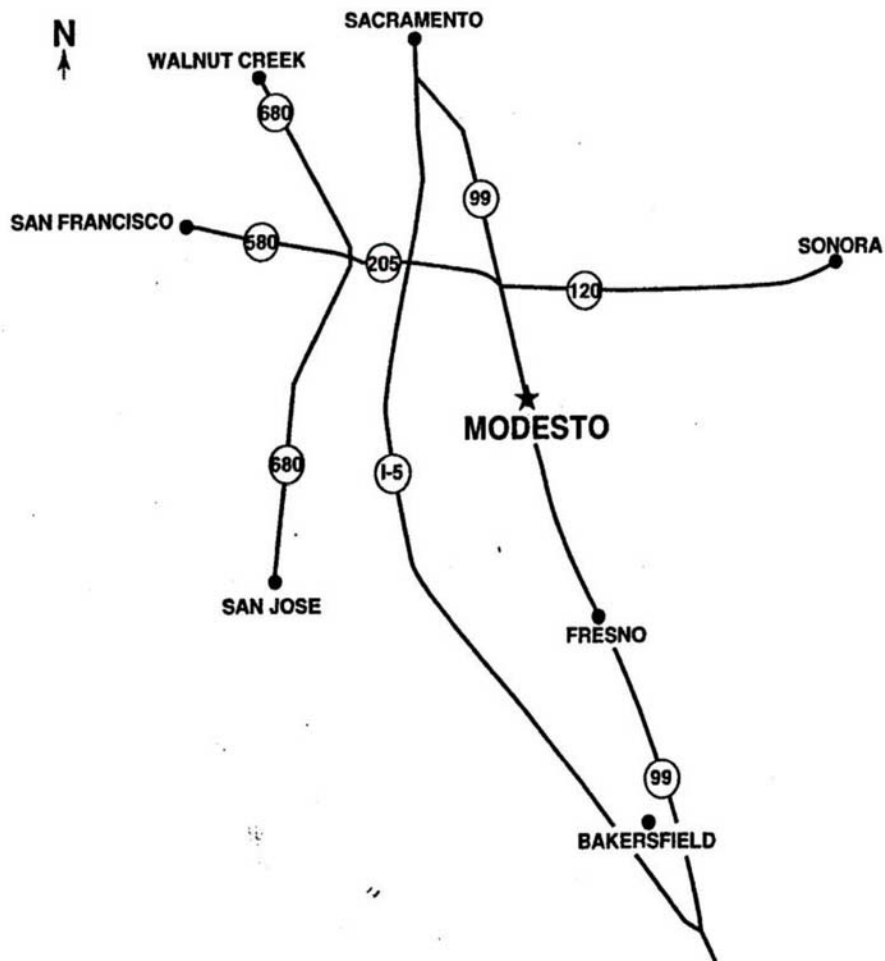 N
SACRAMENTO
WALNUT CREEK
680
99
SAN FRANCISCO
580
205
SONORA
120
MODESTO
680
I-5
SAN JOSE
FRESNO
99
BAKERSFIELD